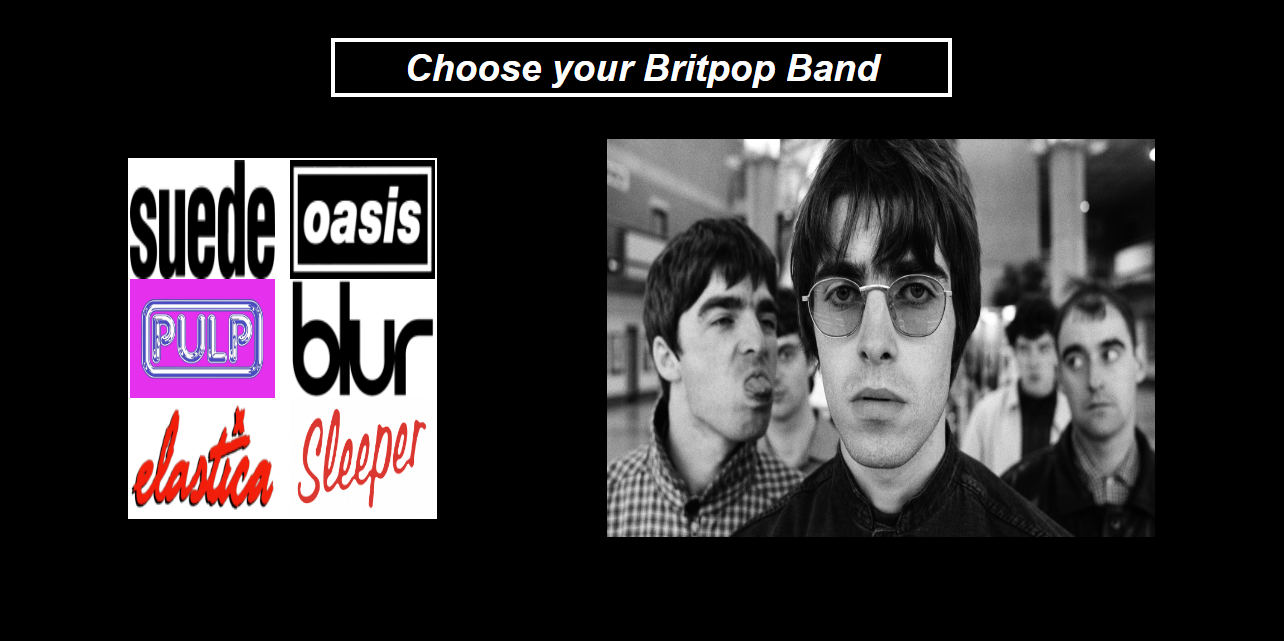 Choose your Britpop Band
suede
oasis
PULP
blur
elastica
Sleeper